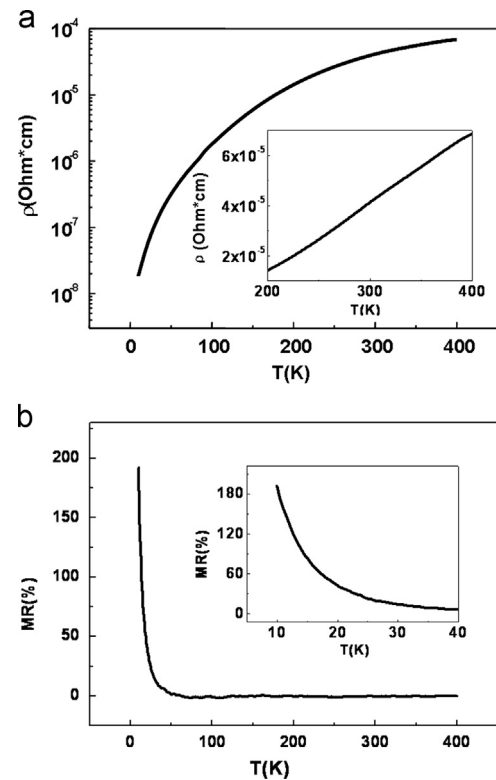 a
10⁻⁴
10⁻⁵
10⁻⁶
10⁻⁷
10⁻⁸
ρ(Ohm*cm)
0 100 200 300 400
T(K)
6x10⁻⁵
4x10⁻⁵
2x10⁻⁵
ρ (Ohm*cm)
200 300 400
T(K)
b
200
150
100
50
0
MR(%)
0 100 200 300 400
T(K)
180
120
60
0
MR(%)
10 20 30 40
T(K)